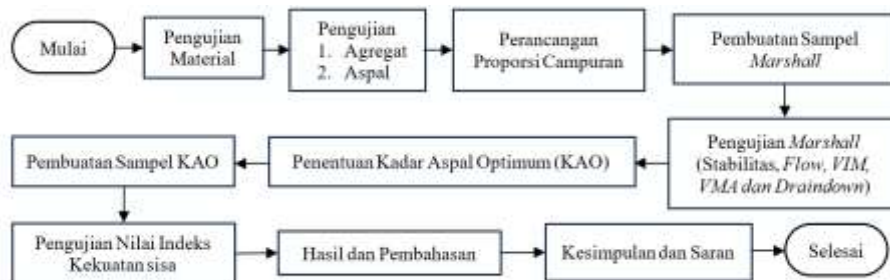 Mulai
Pengujian
Material
Pengujian
1. Agregat
2. Aspal
Perancangan
Proporsi Campuran
Pembuatan Sampel
Marshall
Pengujian Marshall
(Stabilitas, Flow, VIM,
VMA dan Draindown)
Penentuan Kadar Aspal Optimum (KAO)
Pembuatan Sampel KAO
Pengujian Nilai Indeks
Kekuatan sisa
Hasil dan Pembahasan
Kesimpulan dan Saran
Selesai